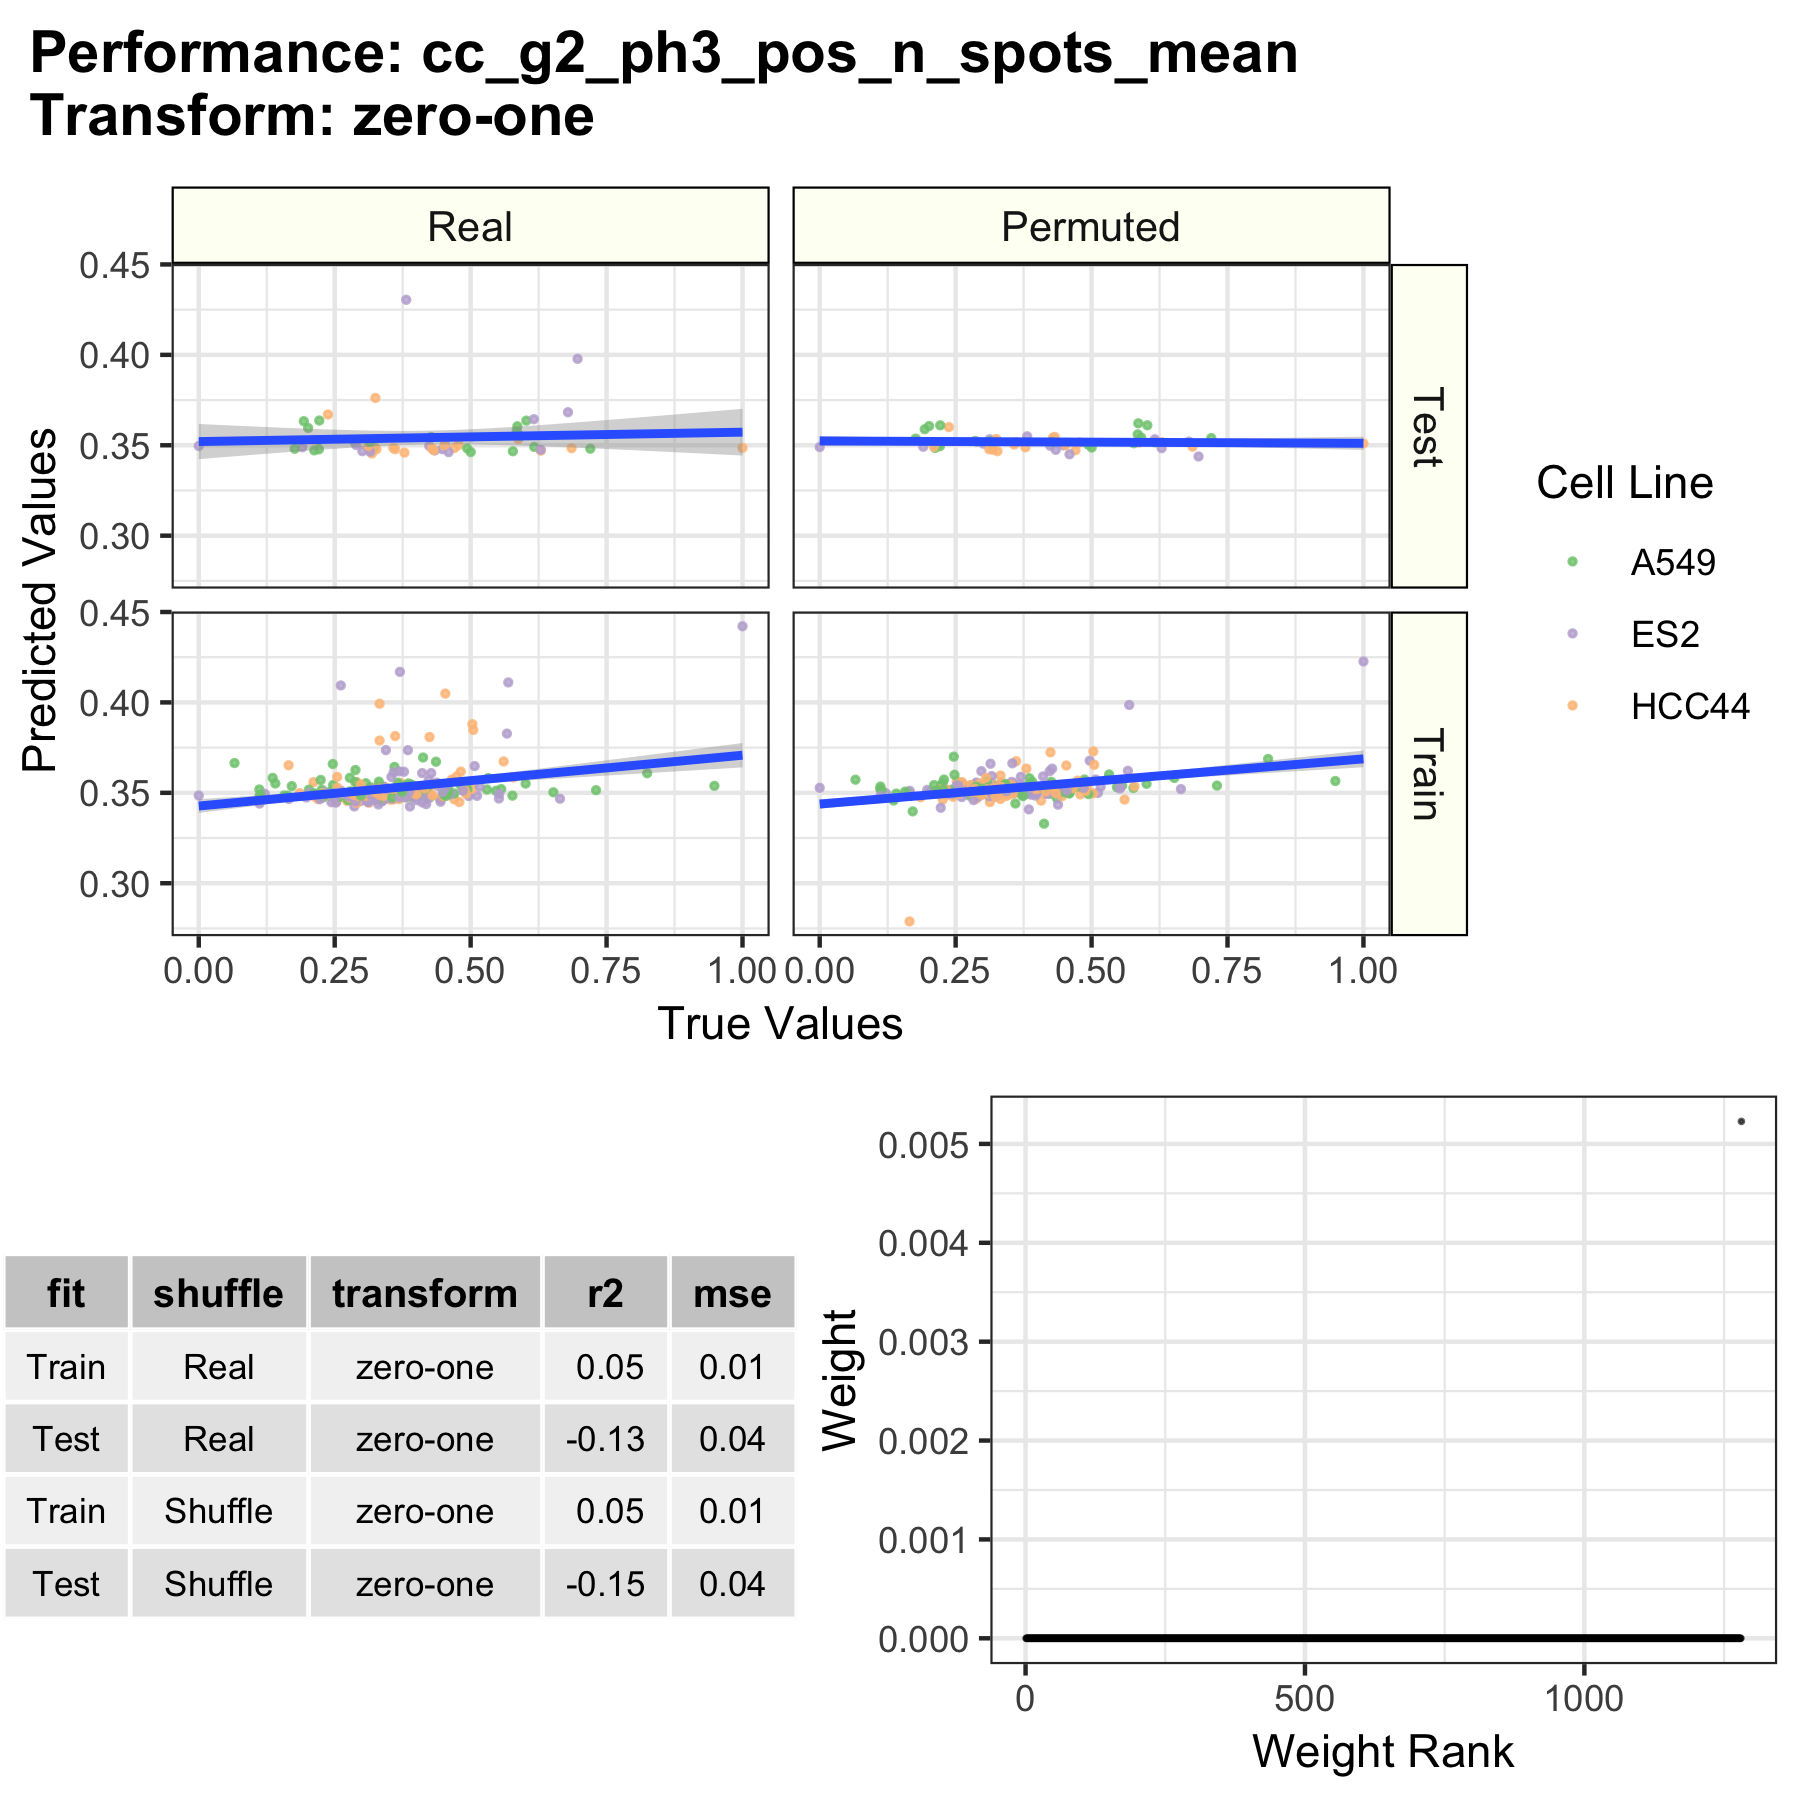 Performance: cc_g2_ph3_pos_n_spots_mean
Transform: zero-one
Real
Permuted
0.45
0.40
0.35
0.30
Test
0.45
0.40
0.35
0.30
Train
Predicted Values
0.00 0.25 0.50 0.75 1.00 0.00 0.25 0.50 0.75 1.00
True Values
Cell Line
A549
ES2
HCC44
fit shuffle transform r2 mse
Train Real zero-one 0.05 0.01
Test Real zero-one -0.13 0.04
Train Shuffle zero-one 0.05 0.01
Test Shuffle zero-one -0.15 0.04
Weight
0.005
0.004
0.003
0.002
0.001
0.000
0 500 1000
Weight Rank